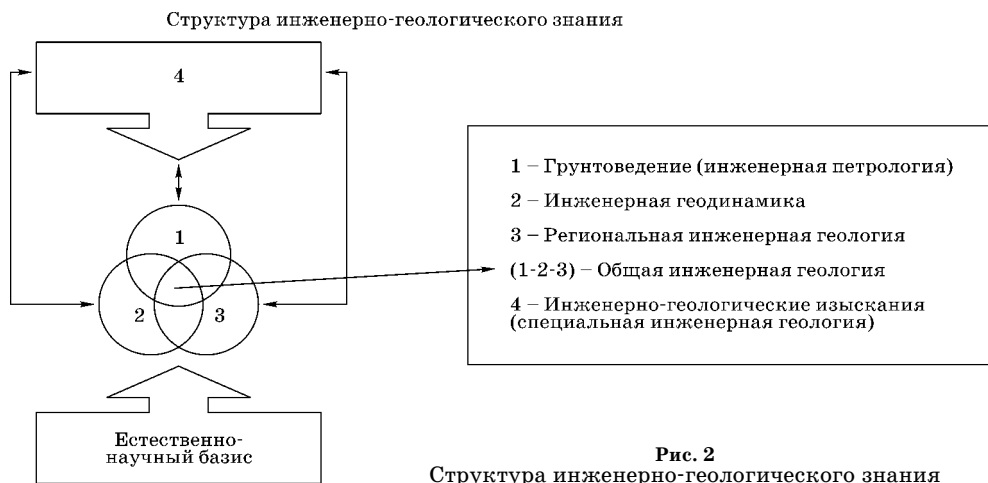 Структура инженерно-геологического знания
4
1
2
3
1 – Грунтоведение (инженерная петрология)
2 – Инженерная геодинамика
3 – Региональная инженерная геология
(1-2-3) – Общая инженерная геология
4 – Инженерно-геологические изыскания
(специальная инженерная геология)
Естественно-
научный базис
Рис. 2
Структура инженерно-геологического знания